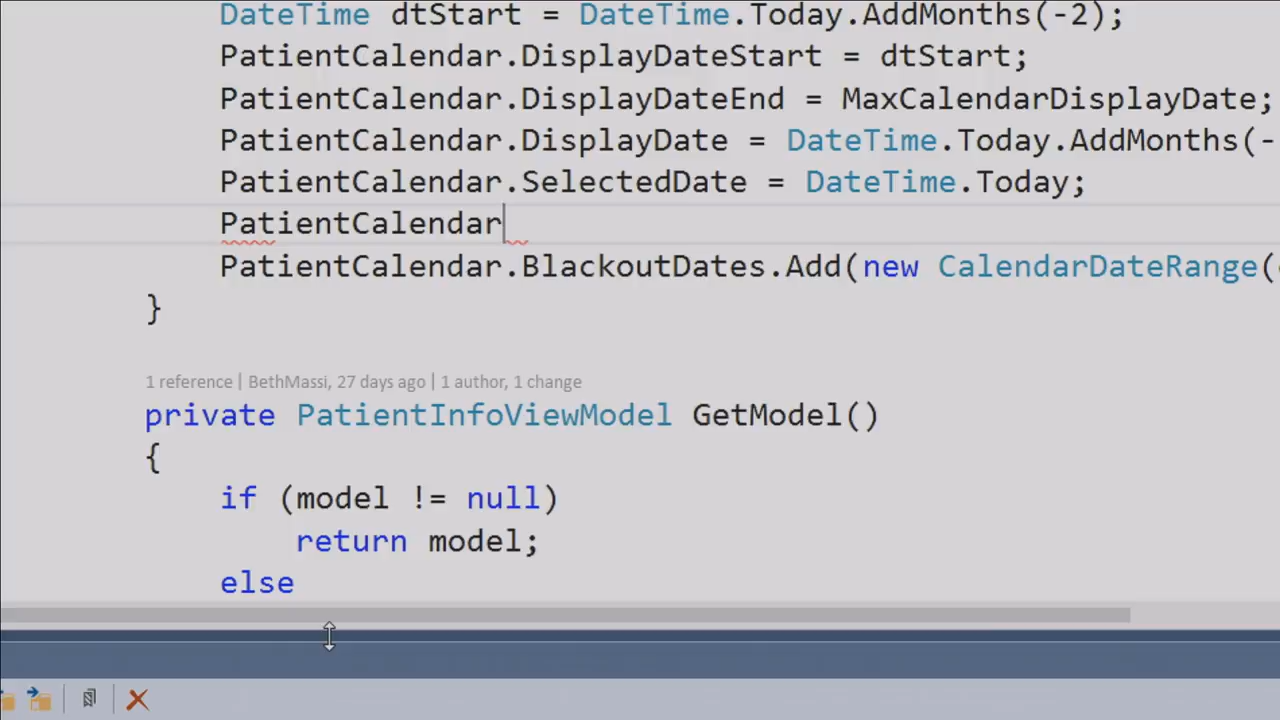 DateTime dtStart = DateTime.Today.AddMonths(-2);
PatientCalendar.DisplayDateStart = dtStart;
PatientCalendar.DisplayDateEnd = MaxCalendarDisplayDate;
PatientCalendar.DisplayDate = DateTime.Today.AddMonths(-
PatientCalendar.SelectedDate = DateTime.Today;
PatientCalendar
PatientCalendar.BlackoutDates.Add(new CalendarDateRange(
}
1 reference | BethMassi, 27 days ago | 1 author, 1 change
private PatientInfoViewModel GetModel()
{
if (model != null)
return model;
else